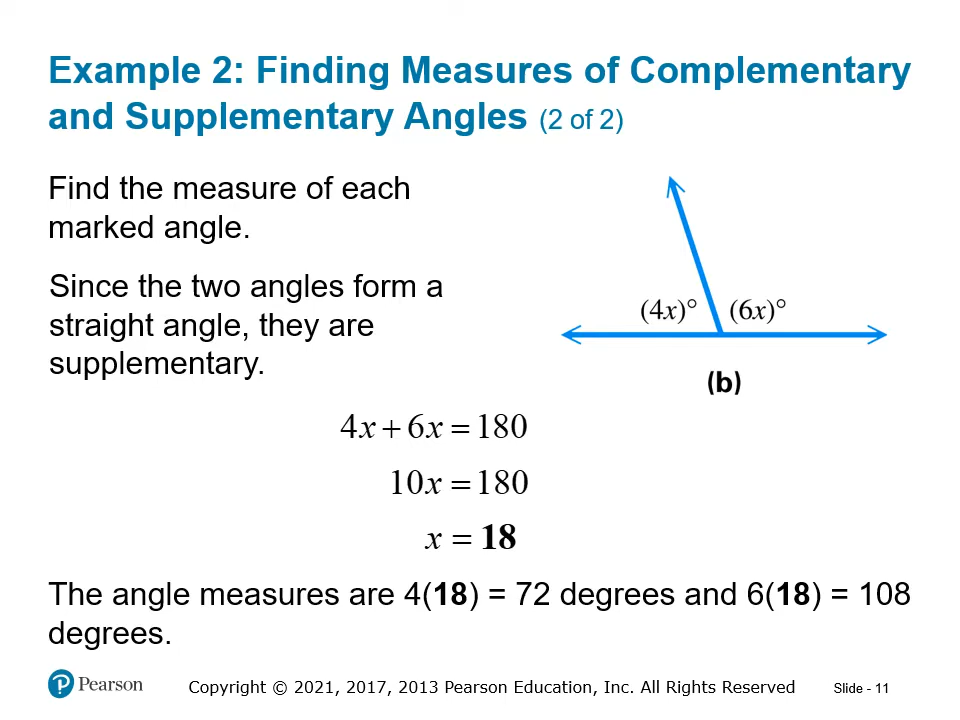 Example 2: Finding Measures of Complementary
and Supplementary Angles (2 of 2)
Find the measure of each
marked angle.
Since the two angles form a
straight angle, they are
supplementary.
(4x)° (6x)°
(b)
4x + 6x = 180
10x = 180
x = 18
The angle measures are 4(18) = 72 degrees and 6(18) = 108
degrees.
P Pearson
Copyright © 2021, 2017, 2013 Pearson Education, Inc. All Rights Reserved
Slide - 11